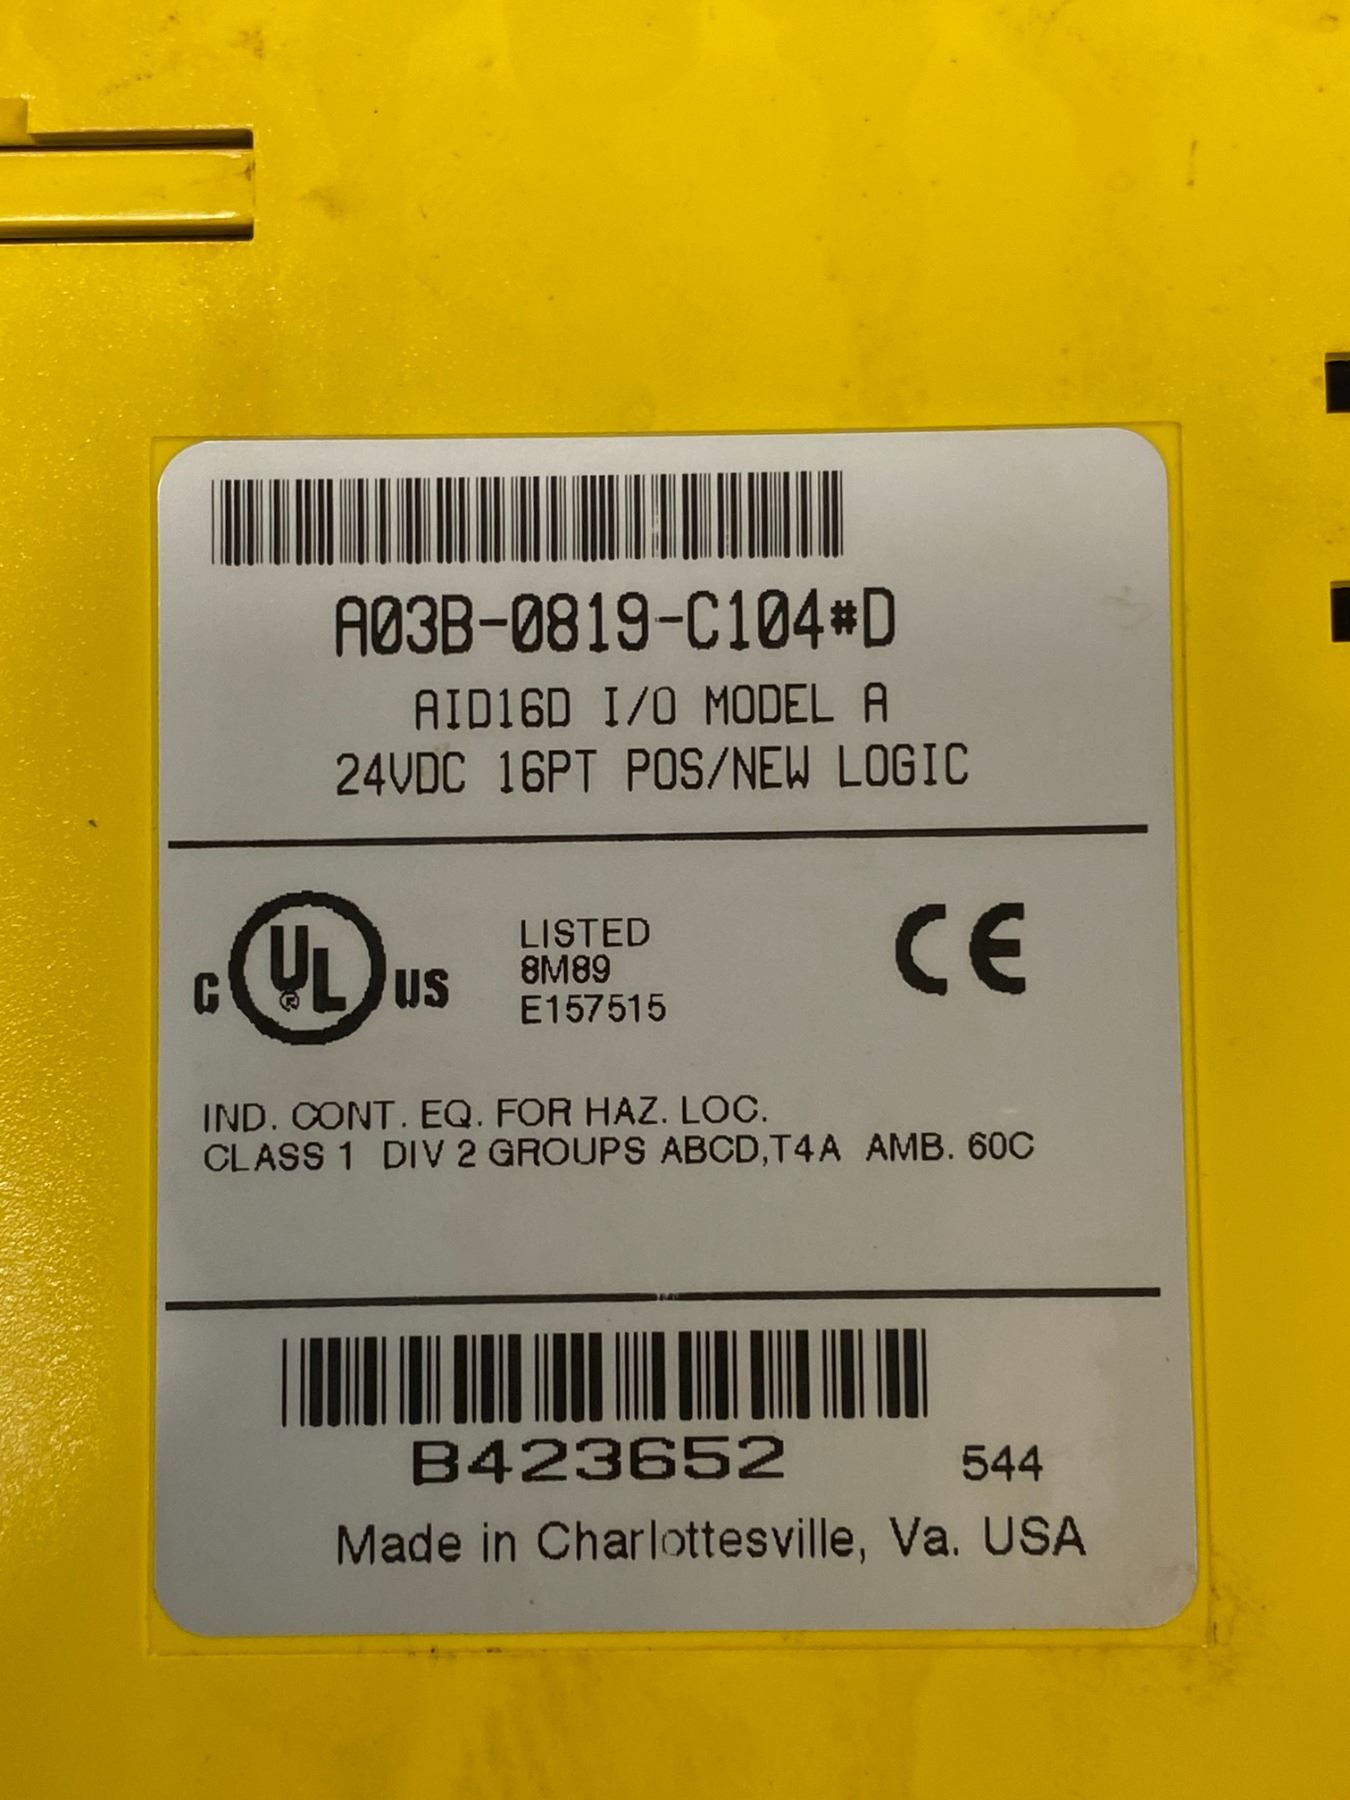 A03B-0819-C104#D
AID16D I/O MODEL A
24VDC 16PT POS/NEW LOGIC
C UL® US
LISTED
8M89
E157515
CE
IND. CONT. EQ. FOR HAZ. LOC.
CLASS 1 DIV 2 GROUPS ABCD,T4A AMB. 60C
B423652 544
Made in Charlottesville, Va. USA